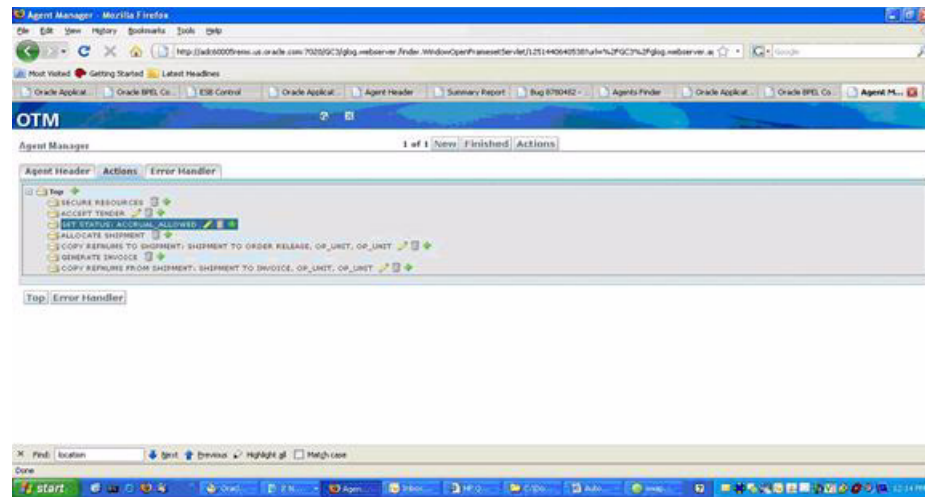 Agent Manager - Mozilla Firefox
File Edit View History Bookmarks Tools Help
Most Visited Getting Started Latest Headlines
Oracle Applicat... Oracle BPEL Co... ESB Control Oracle Applicat... Agent Header Summary Report Bug 8780482 - ... Agents Finder Oracle Applicat... Oracle BPEL Co... Agent M...
OTM
Agent Manager 1 of 1 New Finished Actions
Agent Header Actions Error Handler
Top
SECURE RESOURCES
ACCEPT TENDER
SET STATUS: ACCRUAL_ALLOWED
ALLOCATE SHIPMENT
COPY REFNUMS TO SHIPMENT: SHIPMENT TO ORDER RELEASE, OP_UNIT, OP_UNIT
GENERATE INVOICE
COPY REFNUMS FROM SHIPMENT: SHIPMENT TO INVOICE, OP_UNIT, OP_UNIT
Top Error Handler
Find: location Next Previous Highlight all Match case
Done
start Agen... Inbox... Auto...